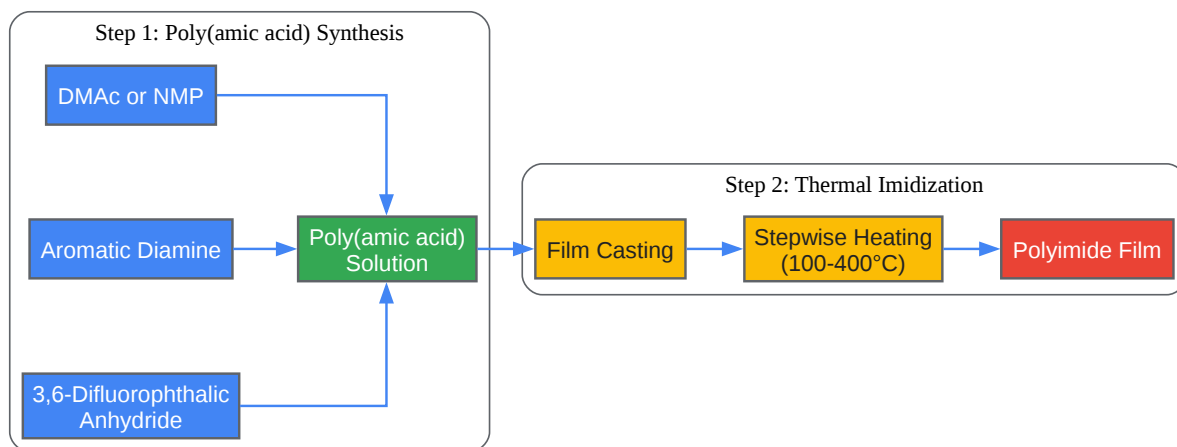 Step 1: Poly(amic acid) Synthesis
DMAc or NMP
Aromatic Diamine
3,6-Difluorophthalic
Anhydride
Poly(amic acid)
Solution
Step 2: Thermal Imidization
Film Casting
Stepwise Heating
(100-400°C)
Polyimide Film